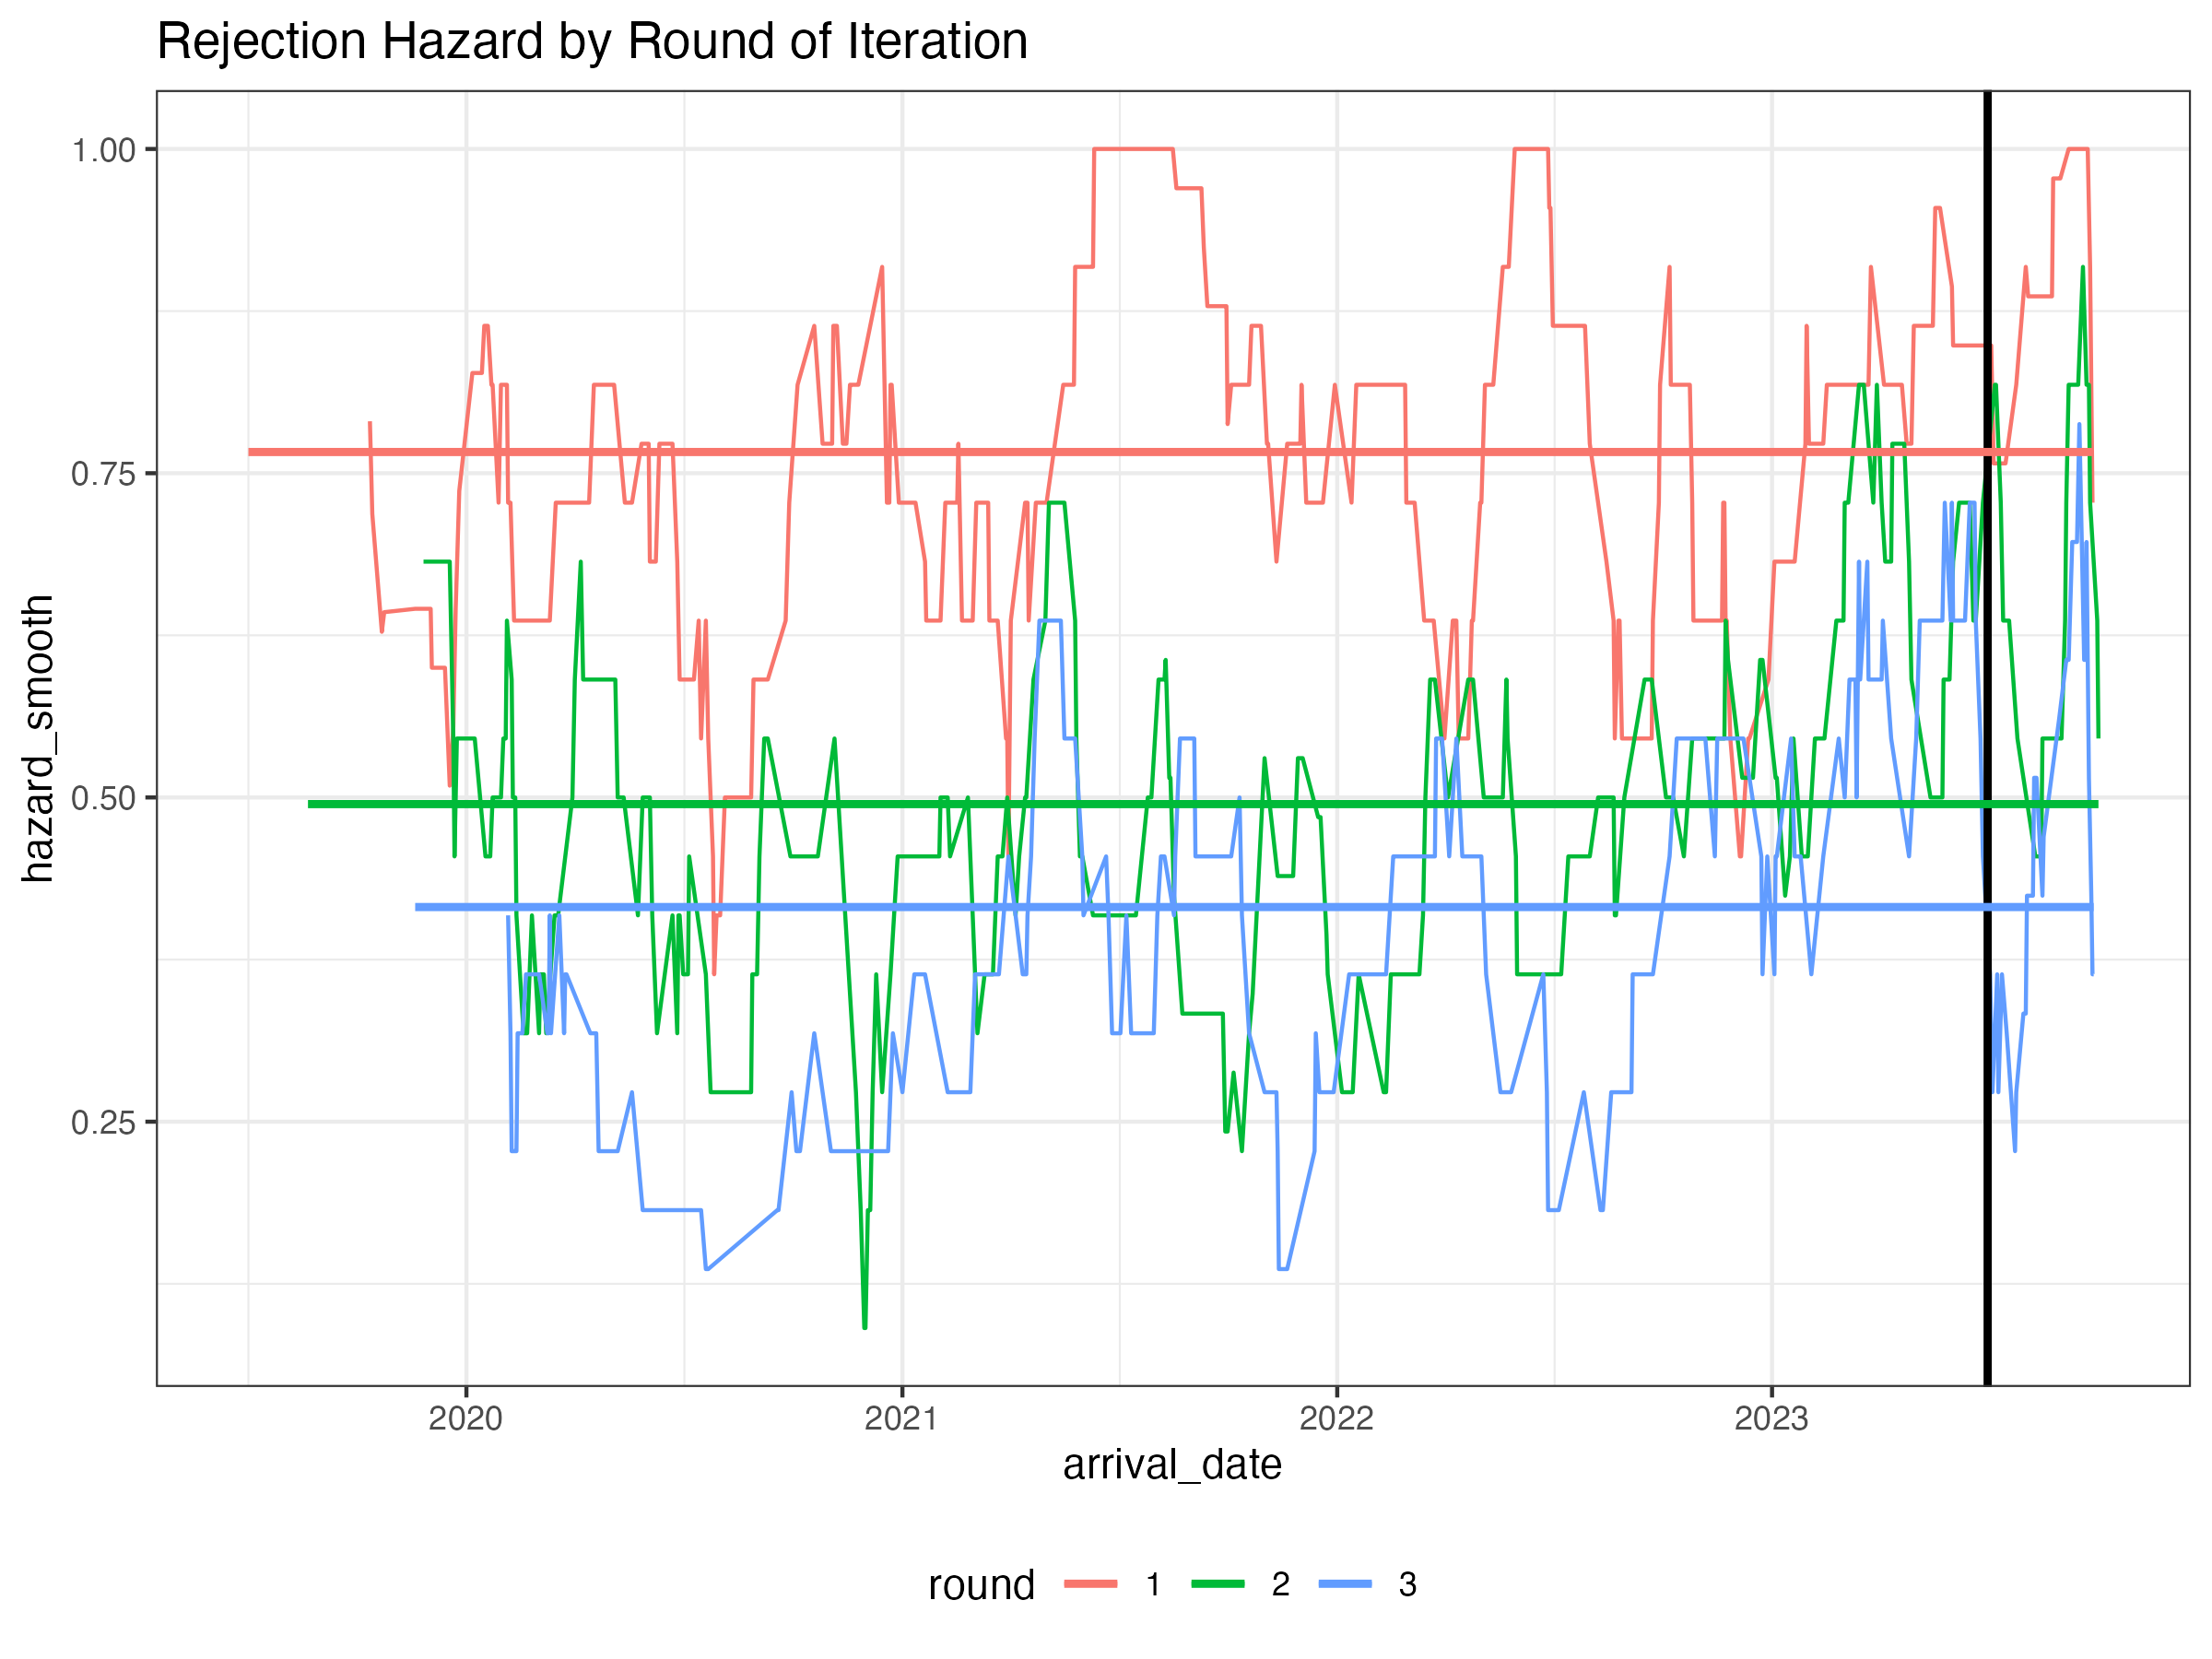 Rejection Hazard by Round of Iteration
hazard_smooth
1.00
0.75
0.50
0.25
2020 2021 2022 2023
arrival_date
round 1 2 3